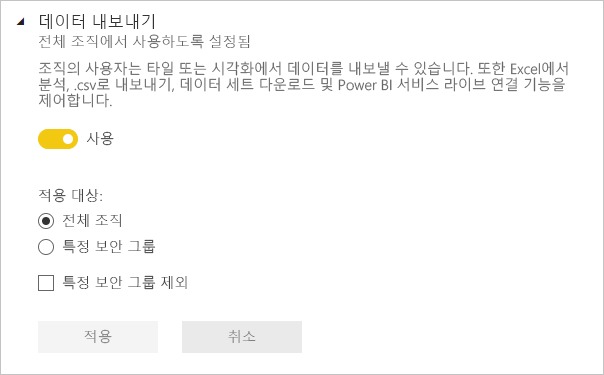 데이터 내보내기
전체 조직에서 사용하도록 설정됨
조직의 사용자는 타일 또는 시각화에서 데이터를 내보낼 수 있습니다. 또한 Excel에서
분석, .csv로 내보내기, 데이터 세트 다운로드 및 Power BI 서비스 라이브 연결 기능을
제어합니다.
사용
적용 대상:
전체 조직
특정 보안 그룹
특정 보안 그룹 제외
적용 취소